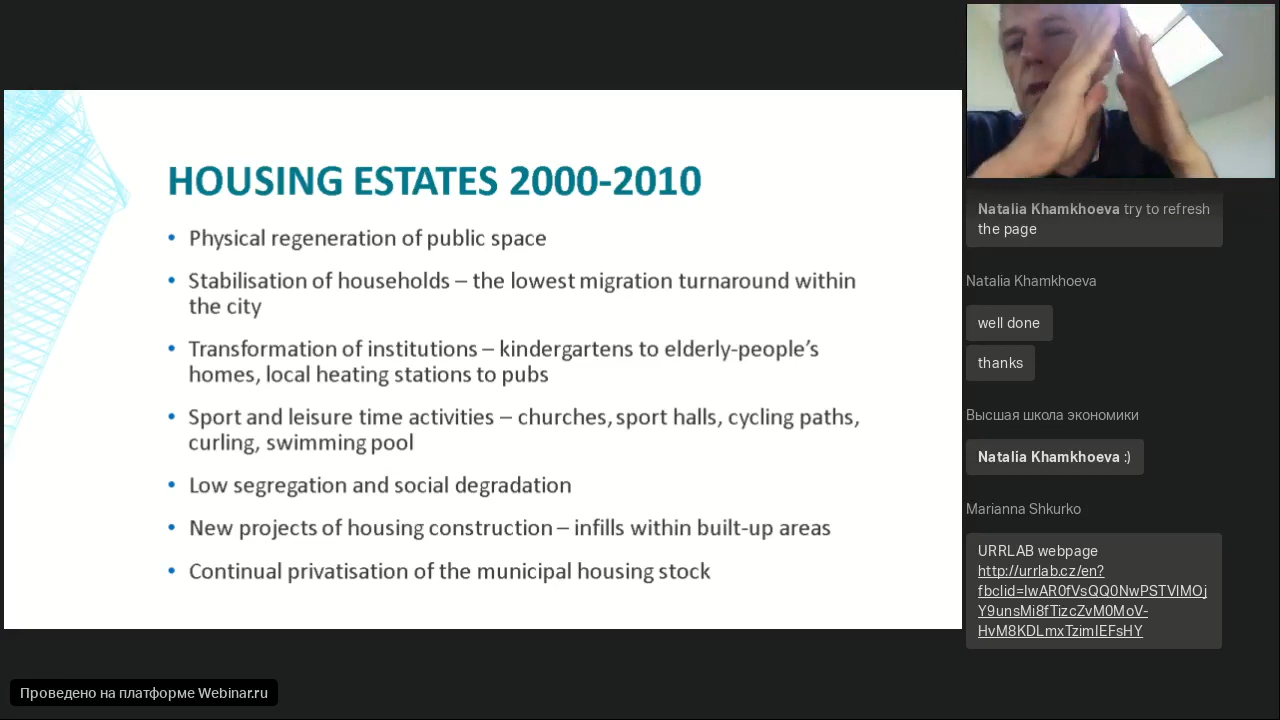 HOUSING ESTATES 2000-2010
• Physical regeneration of public space
• Stabilisation of households – the lowest migration turnaround within
the city
• Transformation of institutions – kindergartens to elderly-people’s
homes, local heating stations to pubs
• Sport and leisure time activities – churches, sport halls, cycling paths,
curling, swimming pool
• Low segregation and social degradation
• New projects of housing construction – infills within built-up areas
• Continual privatisation of the municipal housing stock
Natalia Khamkhoeva try to refresh
the page
Natalia Khamkhoeva
well done
thanks
Высшая школа экономики
Natalia Khamkhoeva :)
Marianna Shkurko
URRLAB webpage
http://urrlab.cz/en?
fbclid=IwAR0fVsQQ0NwPSTVlMOj
Y9unsMi8fTizcZvM0MoV-
HvM8KDLmxTzimIEFsHY
Проведено на платформе Webinar.ru